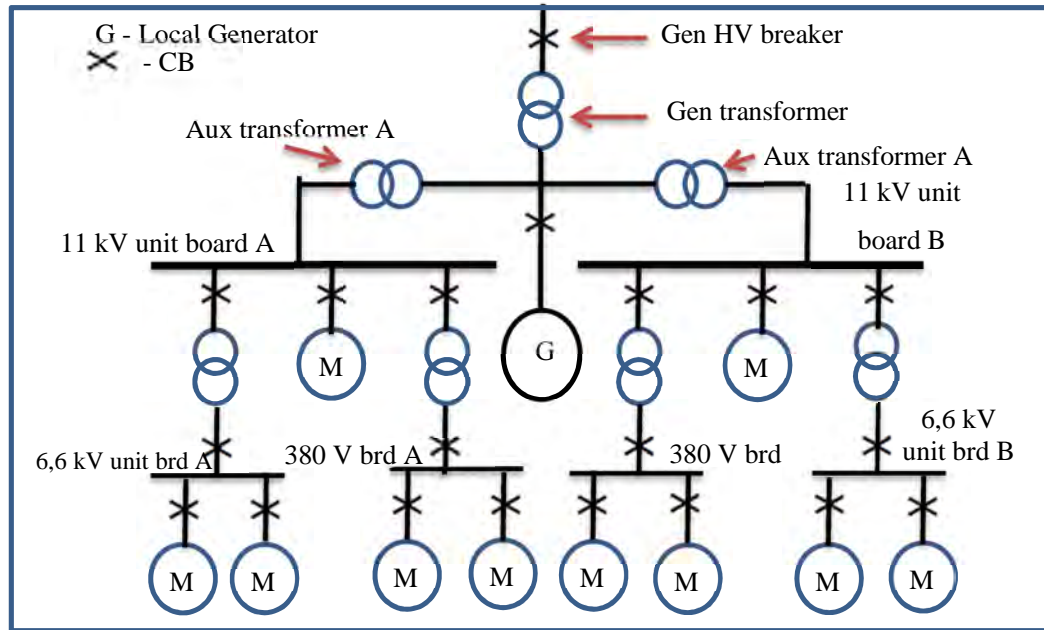 G - Local Generator
- CB
Gen HV breaker
Gen transformer
Aux transformer A
Aux transformer A
11 kV unit
board B
11 kV unit board A
G
M
M
6,6 kV unit brd A
380 V brd A
380 V brd
6,6 kV
unit brd B
M
M
M
M
M
M
M
M